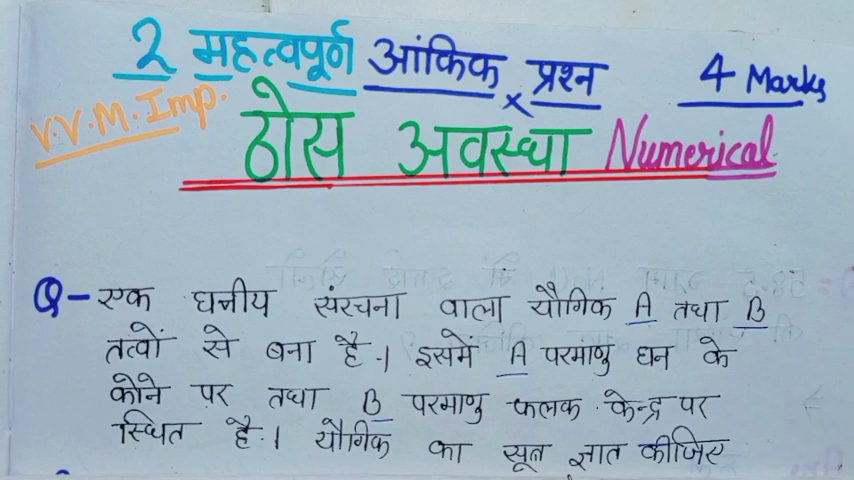 2 महत्वपूर्ण आंकिक प्रश्न 4 Marks
V.V.M.Imp.
ठोस अवस्था Numerical
Q- एक घनीय संरचना वाला यौगिक A तथा B
तत्वों से बना है। इसमें A परमाणु घन के
कोने पर तथा B परमाणु फलक केन्द्र पर
स्थित है। यौगिक का सूत्र ज्ञात कीजिए